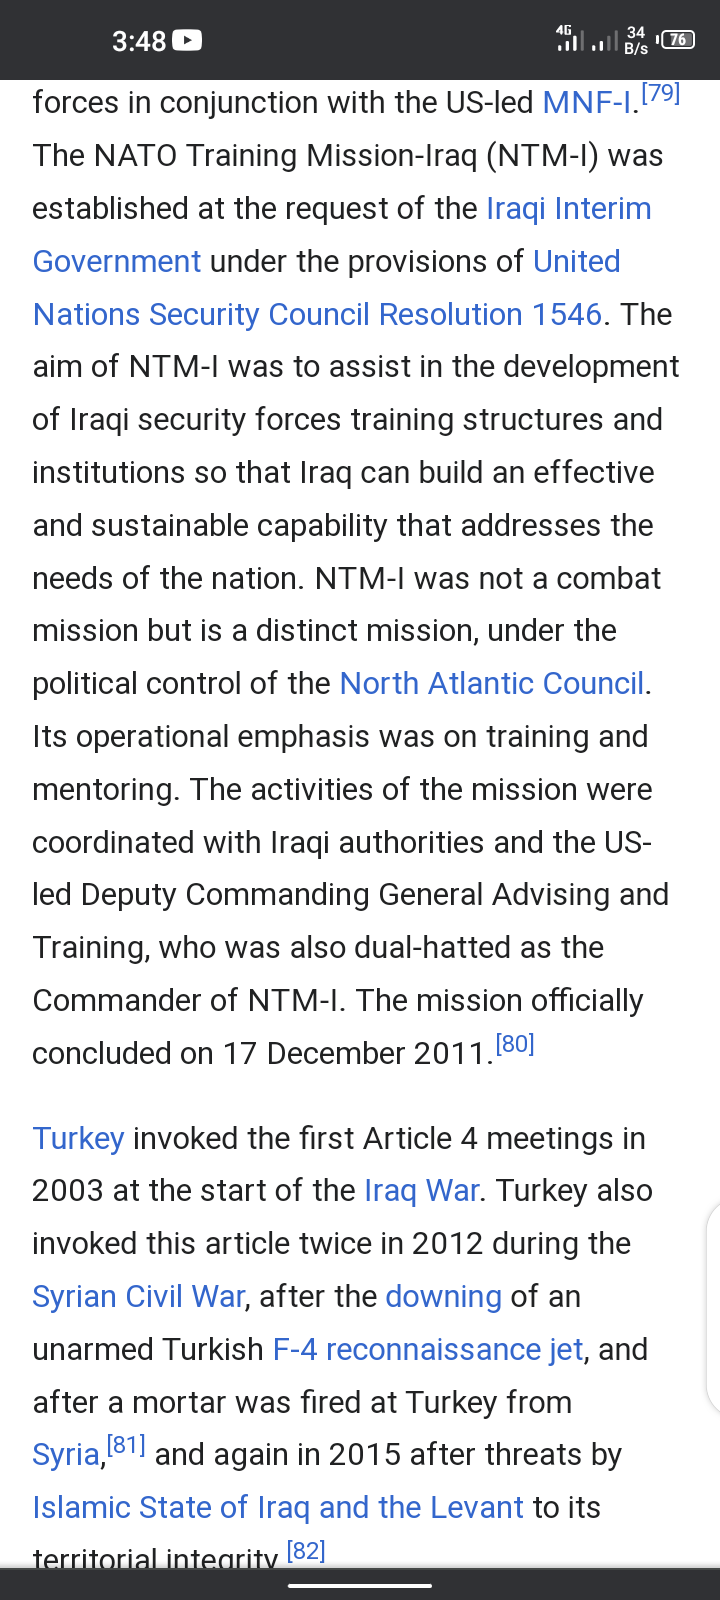 3:48
4G
34
B/s
76
forces in conjunction with the US-led MNF-I.[79]
The NATO Training Mission-Iraq (NTM-I) was
established at the request of the Iraqi Interim
Government under the provisions of United
Nations Security Council Resolution 1546. The
aim of NTM-I was to assist in the development
of Iraqi security forces training structures and
institutions so that Iraq can build an effective
and sustainable capability that addresses the
needs of the nation. NTM-I was not a combat
mission but is a distinct mission, under the
political control of the North Atlantic Council.
Its operational emphasis was on training and
mentoring. The activities of the mission were
coordinated with Iraqi authorities and the US-
led Deputy Commanding General Advising and
Training, who was also dual-hatted as the
Commander of NTM-I. The mission officially
concluded on 17 December 2011.[80]
Turkey invoked the first Article 4 meetings in
2003 at the start of the Iraq War. Turkey also
invoked this article twice in 2012 during the
Syrian Civil War, after the downing of an
unarmed Turkish F-4 reconnaissance jet, and
after a mortar was fired at Turkey from
Syria,[81] and again in 2015 after threats by
Islamic State of Iraq and the Levant to its
territorial integrity.[82]